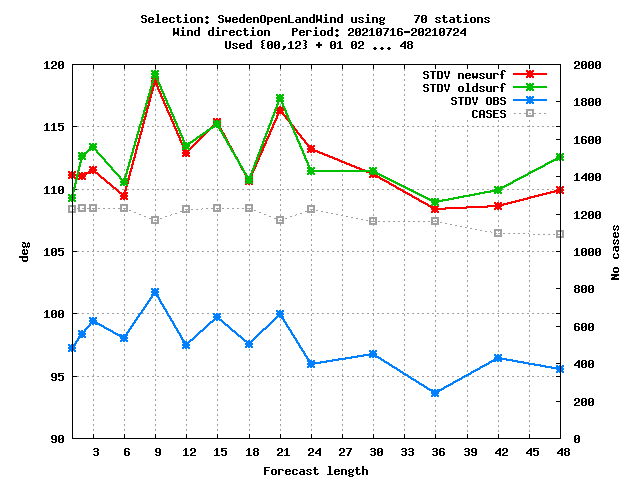 Selection: SwedenOpenLandWind using    70 stations
Wind direction   Period: 20210716-20210724
Used {00,12} + 01 02 ... 48
STDV newsurf
STDV oldsurf
STDV OBS
CASES
120
115
110
105
100
95
90
deg
2000
1800
1600
1400
1200
1000
800
600
400
200
0
No cases
3 6 9 12 15 18 21 24 27 30 33 36 39 42 45 48
Forecast length